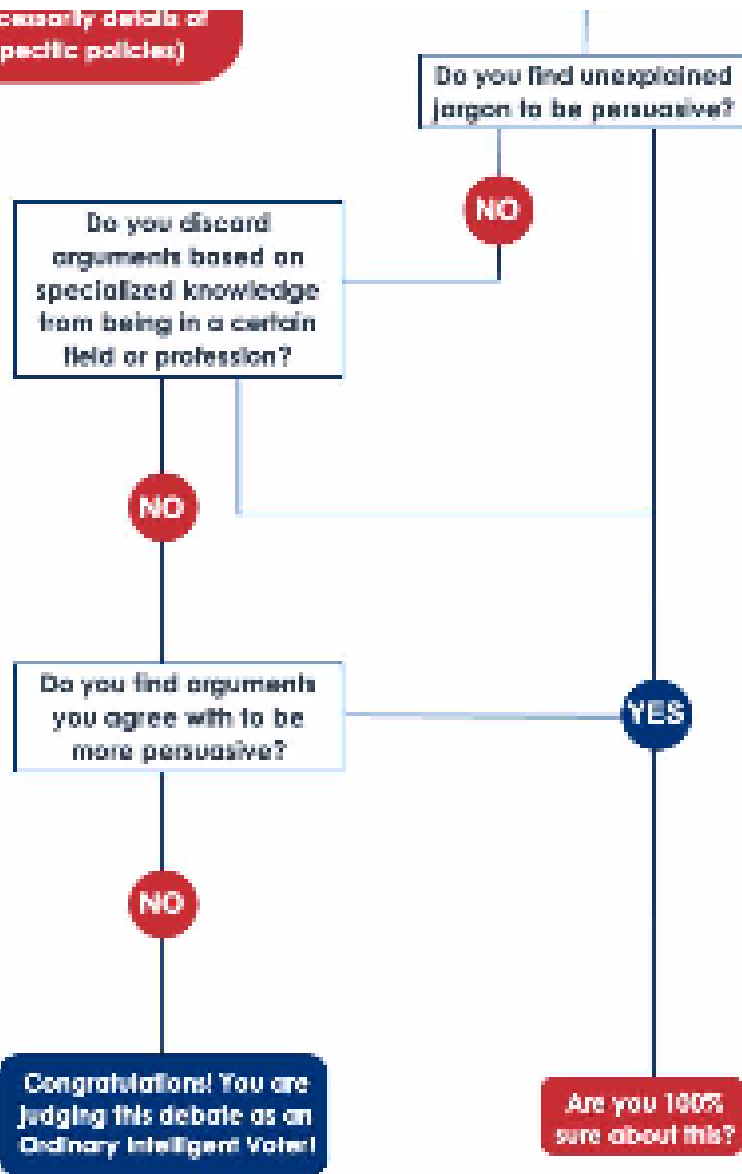 cessarily details of
pecific policies)
Do you find unexplained
jargon to be persuasive?
NO
Do you discard
arguments based on
specialized knowledge
from being in a certain
field or profession?
NO
Do you find arguments
you agree with to be
more persuasive?
YES
NO
Congratulations! You are
judging this debate as an
Ordinary Intelligent Voter!
Are you 100%
sure about this?